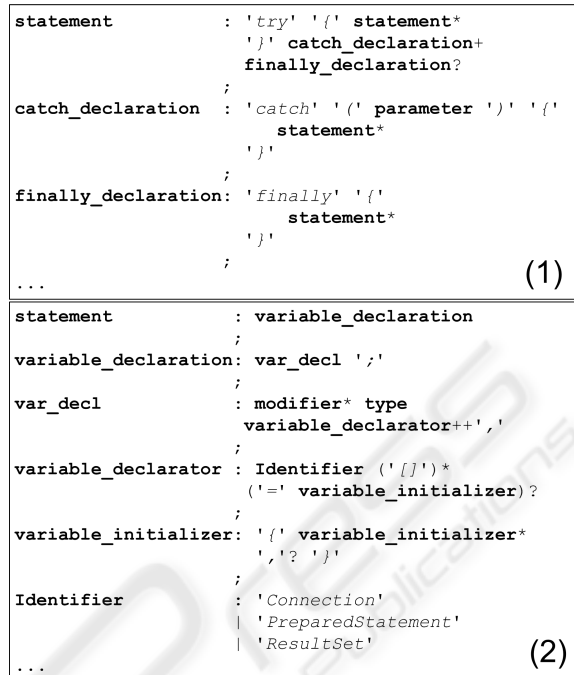 statement : 'try' '{' statement*
'}' catch_declaration+
finally_declaration?
;
catch_declaration : 'catch' '(' parameter ')' '{'
statement*
'}'
;
finally_declaration: 'finally' '{'
statement*
'}'
;
...
(1)
statement : variable_declaration
;
variable_declaration: var_decl ';'
;
var_decl : modifier* type
variable_declarator++','
;
variable_declarator : Identifier ('[]')*
('=' variable_initializer)?
;
variable_initializer: '{' variable_initializer*
','? '}'
;
Identifier : 'Connection'
| 'PreparedStatement'
| 'ResultSet'
...
(2)